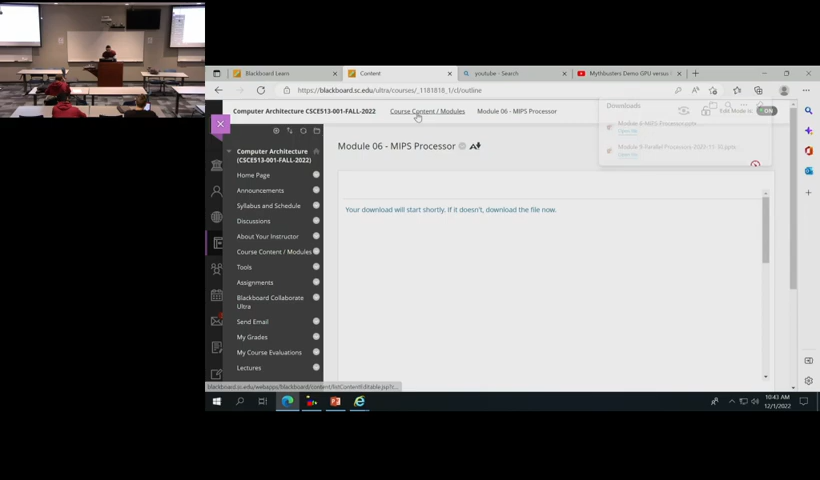 Blackboard Learn
Content
youtube - Search
Mythbusters Demo GPU versus
https://blackboard.sc.edu/ultra/courses/_1181818_1/cl/outline
Computer Architecture CSCE513-001-FALL-2022
Course Content / Modules
Module 06 - MIPS Processor
Downloads
Edit Mode is:
ON
Computer Architecture
(CSCE513-001-FALL-2022)
Home Page
Announcements
Syllabus and Schedule
Discussions
About Your Instructor
Course Content / Modules
Tools
Assignments
Blackboard Collaborate
Ultra
Send Email
My Grades
My Course Evaluations
Lectures
Module 06 - MIPS Processor
Your download will start shortly. If it doesn't, download the file now.
10:43 AM
12/1/2022